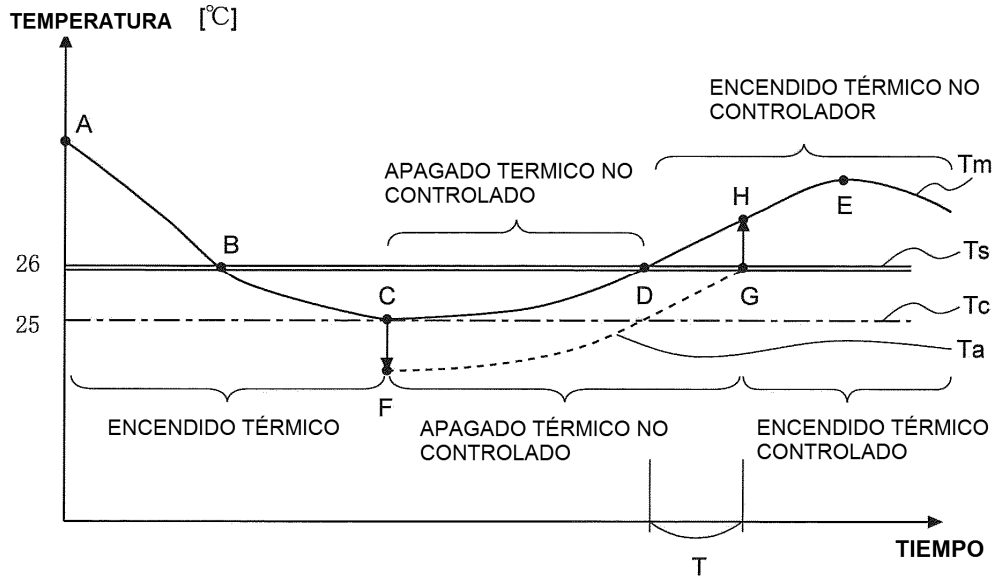 TEMPERATURA [℃]
ENCENDIDO TÉRMICO NO
CONTROLADOR
A
APAGADO TERMICO NO
CONTROLADO
Tm
H
E
B
26
Ts
C
D
G
25
Tc
Ta
F
ENCENDIDO TÉRMICO
APAGADO TÉRMICO NO
CONTROLADO
ENCENDIDO TÉRMICO
CONTROLADO
TIEMPO
T